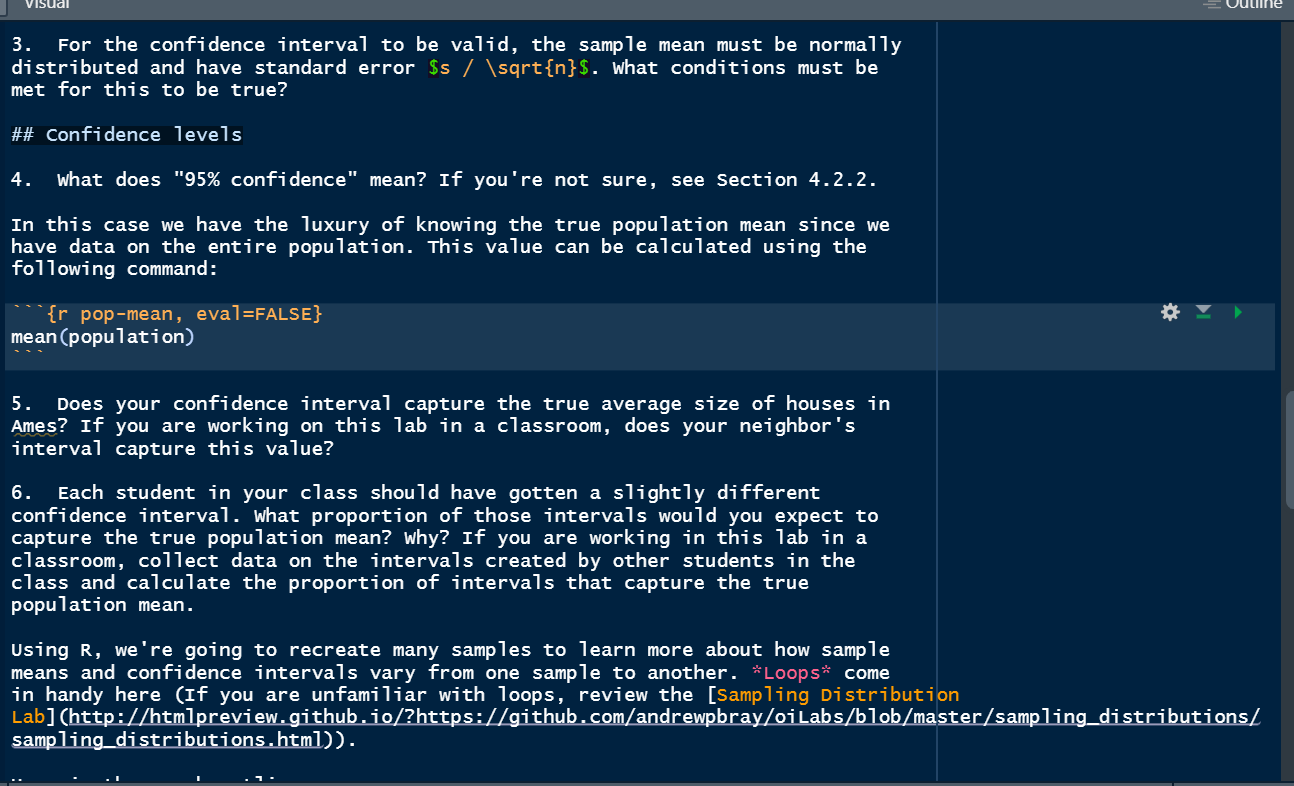 Visual
Outline
3.  For the confidence interval to be valid, the sample mean must be normally
distributed and have standard error $s / \sqrt{n}$. What conditions must be
met for this to be true?
## Confidence levels
4.  What does "95% confidence" mean? If you're not sure, see Section 4.2.2.
In this case we have the luxury of knowing the true population mean since we
have data on the entire population. This value can be calculated using the
following command:
```{r pop-mean, eval=FALSE}
mean(population)
```
5.  Does your confidence interval capture the true average size of houses in
Ames? If you are working on this lab in a classroom, does your neighbor's
interval capture this value?
6.  Each student in your class should have gotten a slightly different
confidence interval. What proportion of those intervals would you expect to
capture the true population mean? Why? If you are working in this lab in a
classroom, collect data on the intervals created by other students in the
class and calculate the proportion of intervals that capture the true
population mean.
Using R, we're going to recreate many samples to learn more about how sample
means and confidence intervals vary from one sample to another. *Loops* come
in handy here (If you are unfamiliar with loops, review the [Sampling Distribution
Lab](http://htmlpreview.github.io/?https://github.com/andrewpbray/oiLabs/blob/master/sampling_distributions/
sampling_distributions.html)).